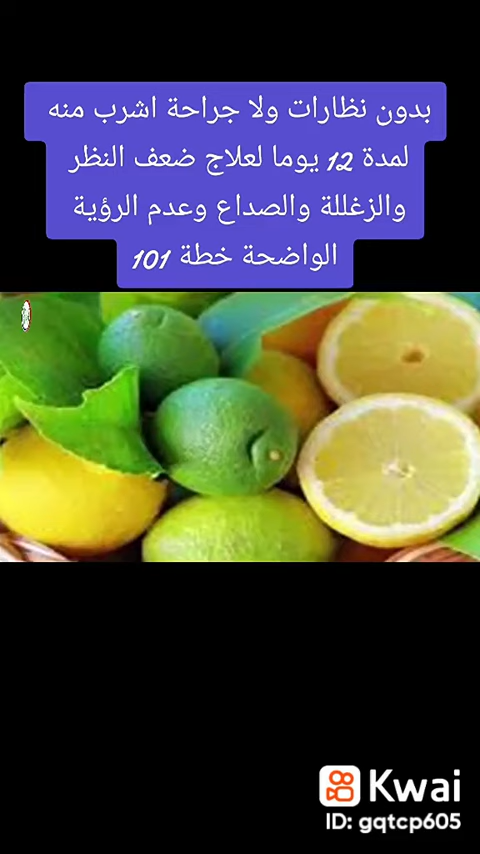 بدون نظارات ولا جراحة اشرب منه
لمدة 12 يوما لعلاج ضعف النظر
والزغللة والصداع وعدم الرؤية
الواضحة خطة 101
Kwai
ID: gqtcp605